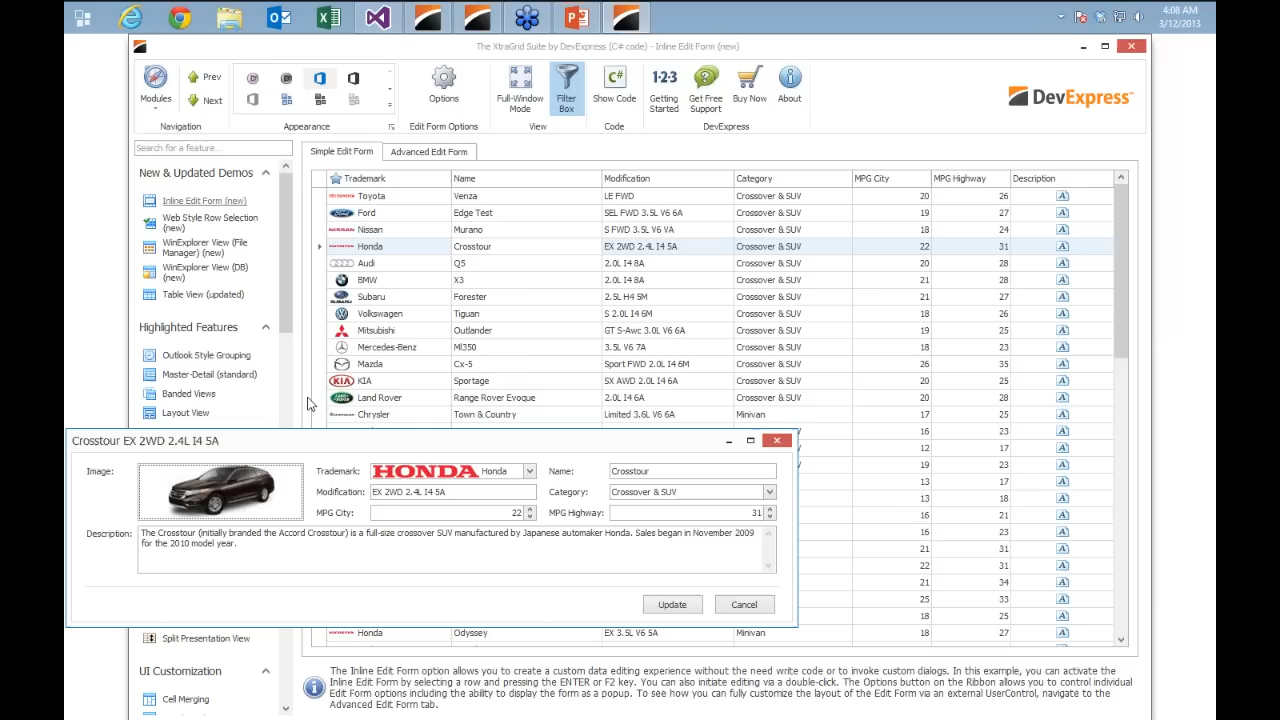 4:08 AM
3/12/2013
The XtraGrid Suite by DevExpress (C# code) - Inline Edit Form (new)
Modules
Prev
Next
Options
Full-Window
Mode
Filter
Box
C#
Show Code
1·2·3
Getting
Started
Get Free
Support
Buy Now
About
DevExpress
Navigation
Appearance
Edit Form Options
View
Code
DevExpress
Search for a feature...
Simple Edit Form
Advanced Edit Form
New & Updated Demos
Inline Edit Form (new)
Web Style Row Selection
(new)
WinExplorer View (File
Manager) (new)
WinExplorer View (DB)
(new)
Table View (updated)
Highlighted Features
Outlook Style Grouping
Master-Detail (standard)
Banded Views
Layout View
Trademark Name Modification Category MPG City MPG Highway Description
Toyota Venza LE FWD Crossover & SUV 20 26
Ford Edge Test SEL FWD 3.5L V6 6A Crossover & SUV 19 27
Nissan Murano S FWD 3.5L V6 VA Crossover & SUV 18 24
Honda Crosstour EX 2WD 2.4L I4 5A Crossover & SUV 22 31
Audi Q5 2.0L I4 8A Crossover & SUV 20 28
BMW X3 2.0L I4 8A Crossover & SUV 21 28
Subaru Forester 2.5L H4 5M Crossover & SUV 21 27
Volkswagen Tiguan S 2.0L I4 6M Crossover & SUV 18 26
Mitsubishi Outlander GT S-Awc 3.0L V6 6A Crossover & SUV 19 25
Mercedes-Benz Ml350 3.5L V6 7A Crossover & SUV 18 23
Mazda Cx-5 Sport FWD 2.0L I4 6M Crossover & SUV 26 35
KIA KIA Sportage SX AWD 2.0L I4 6A Crossover & SUV 20 25
Land Rover Range Rover Evoque 2.0L I4 6A Crossover & SUV 20 28
Chrysler Town & Country Limited 3.6L V6 6A Minivan 17 25
16 23
12 17
19 23
13 17
13 18
16 21
16 23
21 31
22 31
21 34
25 33
18 25
Honda Odyssey EX 3.5L V6 5A Minivan 18 27
Crosstour EX 2WD 2.4L I4 5A
Image:
Trademark: HONDA Honda Name: Crosstour
Modification: EX 2WD 2.4L I4 5A Category: Crossover & SUV
MPG City: 22 MPG Highway: 31
Description: The Crosstour (initially branded the Accord Crosstour) is a full-size crossover SUV manufactured by Japanese automaker Honda. Sales began in November 2009
for the 2010 model year.
Update
Cancel
Split Presentation View
UI Customization
Cell Merging
The Inline Edit Form option allows you to create a custom data editing experience without the need write code or to invoke custom dialogs. In this example, you can activate the
Inline Edit Form by selecting a row and pressing the ENTER or F2 key. You can also initiate editing via a double-click. The Options button on the Ribbon allows you to control individual
Edit Form options including the ability to display the form as a popup. To see how you can fully customize the layout of the Edit Form via an external UserControl, navigate to the
Advanced Edit Form tab.